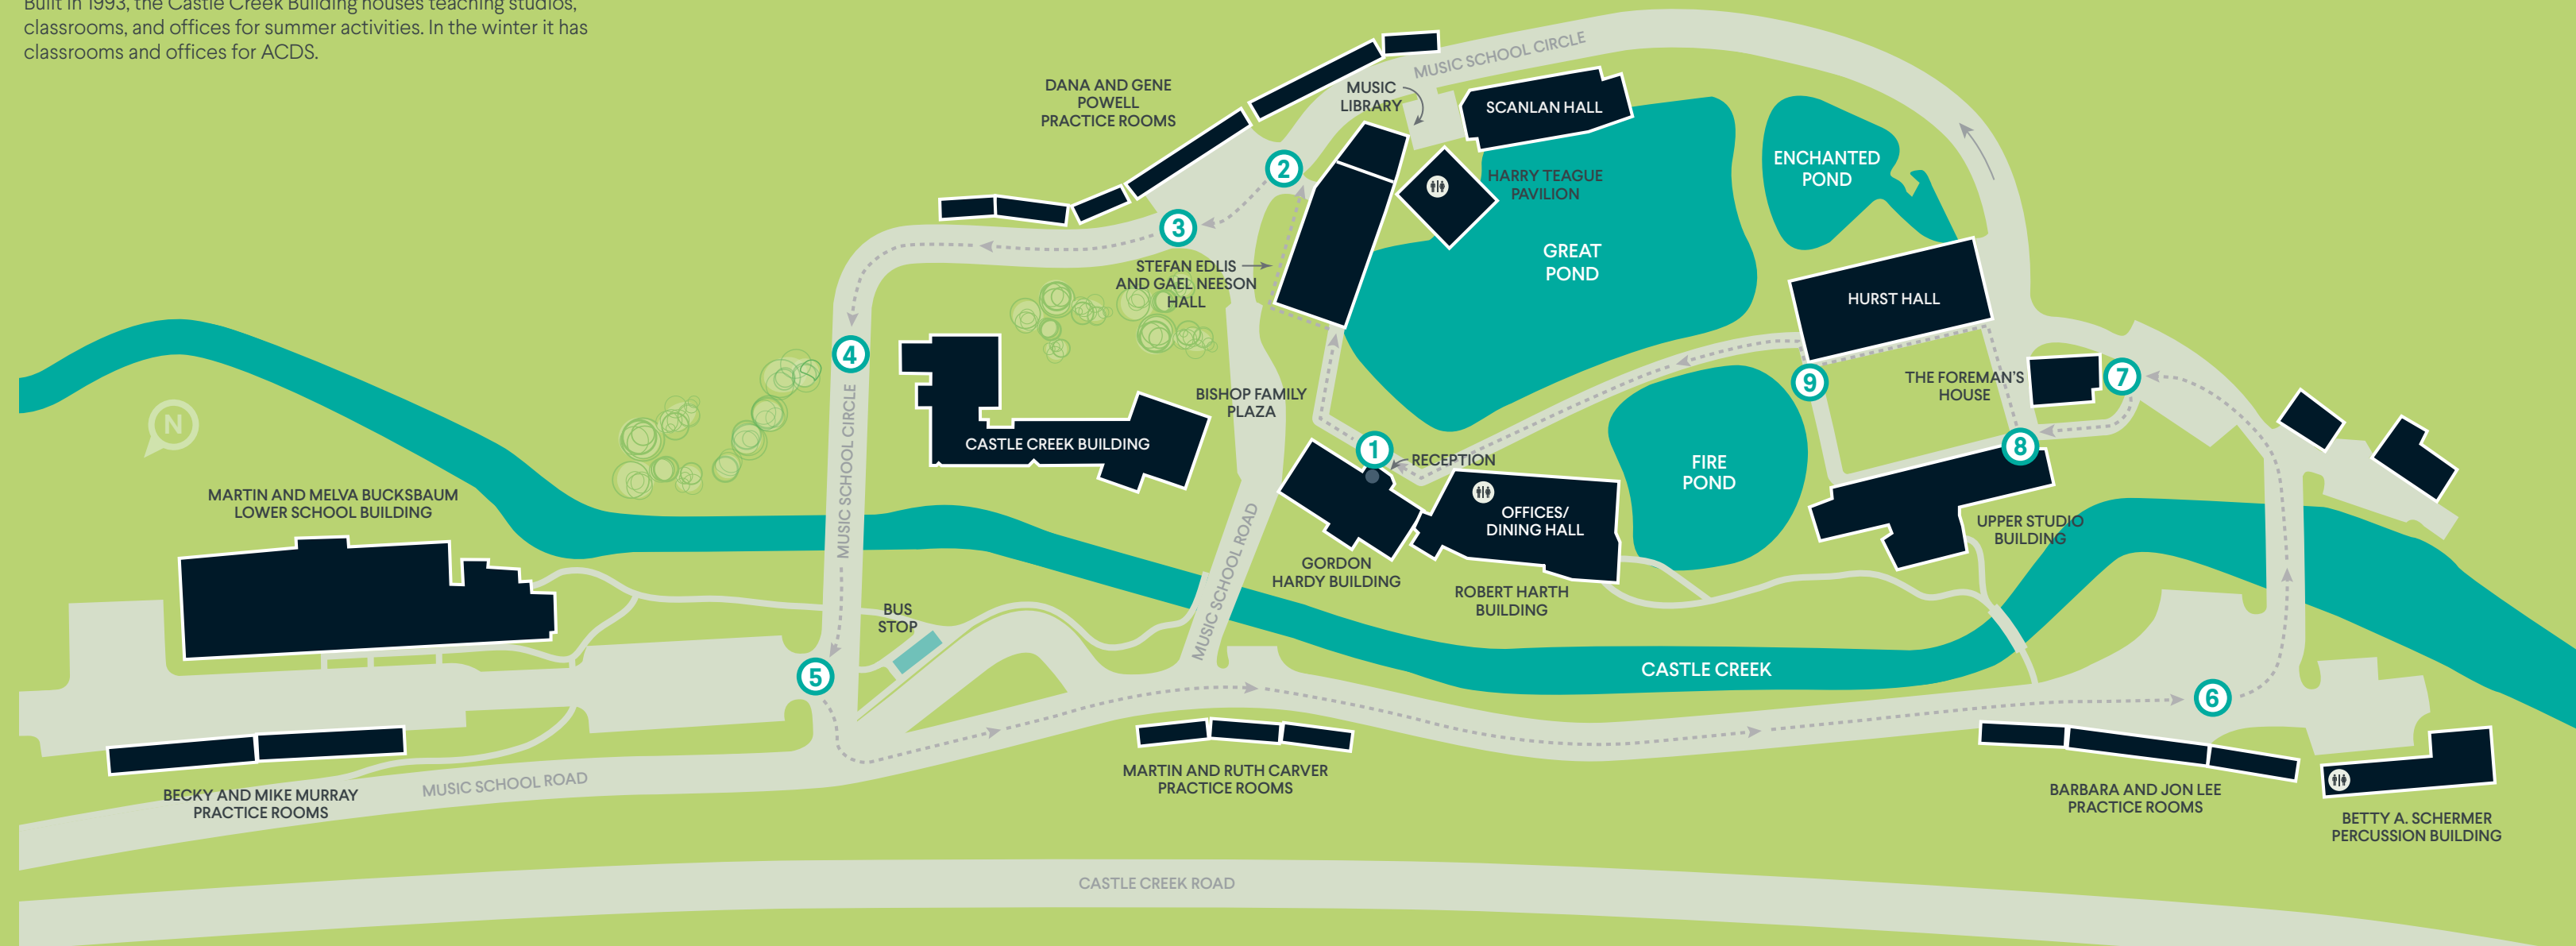 Built in 1993, the Castle Creek Building houses teaching studios,
classrooms, and offices for summer activities. In the winter it has
classrooms and offices for ACDS.
MUSIC SCHOOL CIRCLE
DANA AND GENE
POWELL
PRACTICE ROOMS
MUSIC
LIBRARY
SCANLAN HALL
2
HARRY TEAGUE
PAVILION
ENCHANTED
POND
3
STEFAN EDLIS
AND GAEL NEESON
HALL
GREAT
POND
HURST HALL
4
MUSIC SCHOOL CIRCLE
BISHOP FAMILY
PLAZA
9
THE FOREMAN'S
HOUSE
7
N
CASTLE CREEK BUILDING
1
RECEPTION
8
FIRE
POND
MARTIN AND MELVA BUCKSBAUM
LOWER SCHOOL BUILDING
OFFICES/
DINING HALL
UPPER STUDIO
BUILDING
GORDON
HARDY BUILDING
ROBERT HARTH
BUILDING
MUSIC SCHOOL ROAD
BUS
STOP
5
CASTLE CREEK
6
MUSIC SCHOOL ROAD
BECKY AND MIKE MURRAY
PRACTICE ROOMS
MARTIN AND RUTH CARVER
PRACTICE ROOMS
BARBARA AND JON LEE
PRACTICE ROOMS
BETTY A. SCHERMER
PERCUSSION BUILDING
CASTLE CREEK ROAD